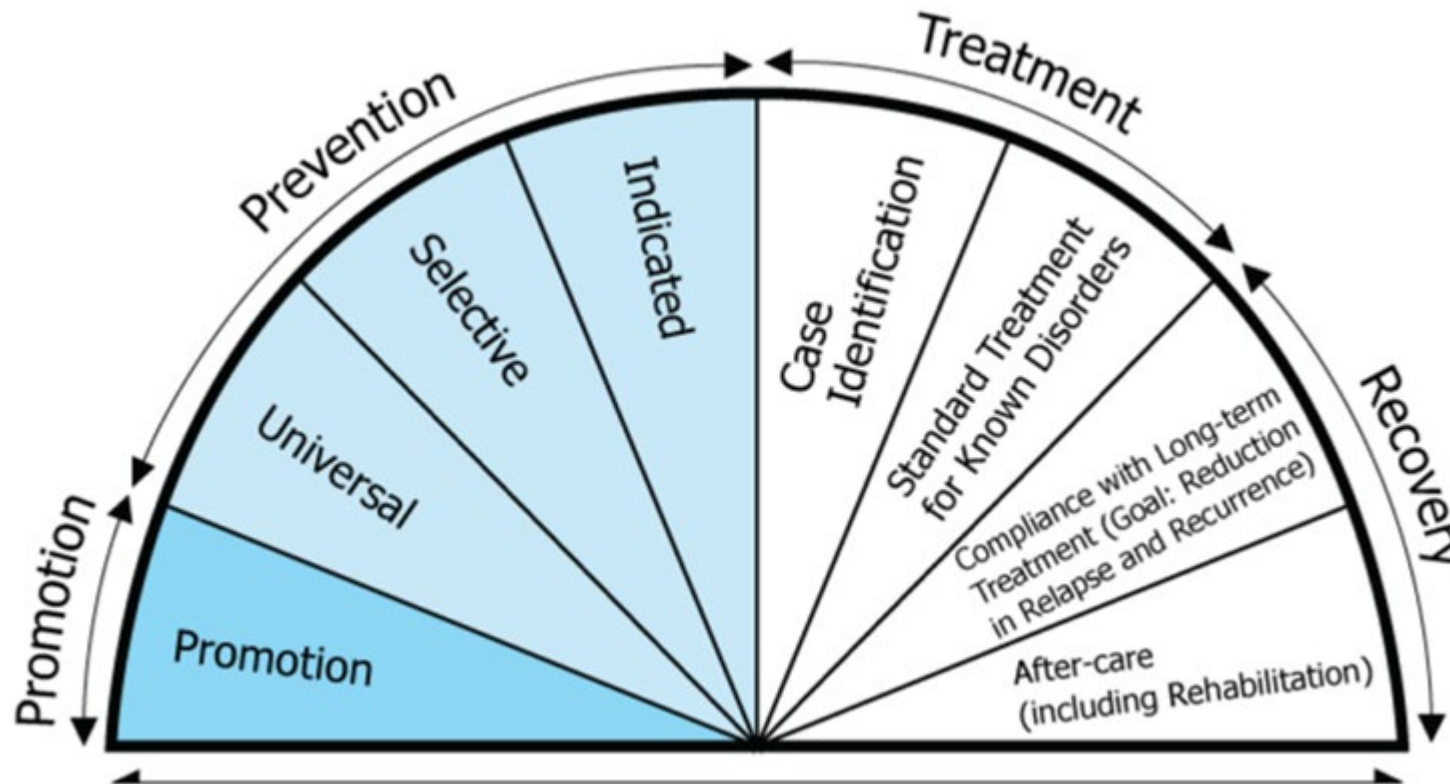 Promotion
Prevention
Treatment
Recovery
Promotion
Universal
Selective
Indicated
Case
Identification
Standard Treatment
for Known Disorders
Compliance with Long-term
Treatment (Goal: Reduction
in Relapse and Recurrence)
After-care
(including Rehabilitation)